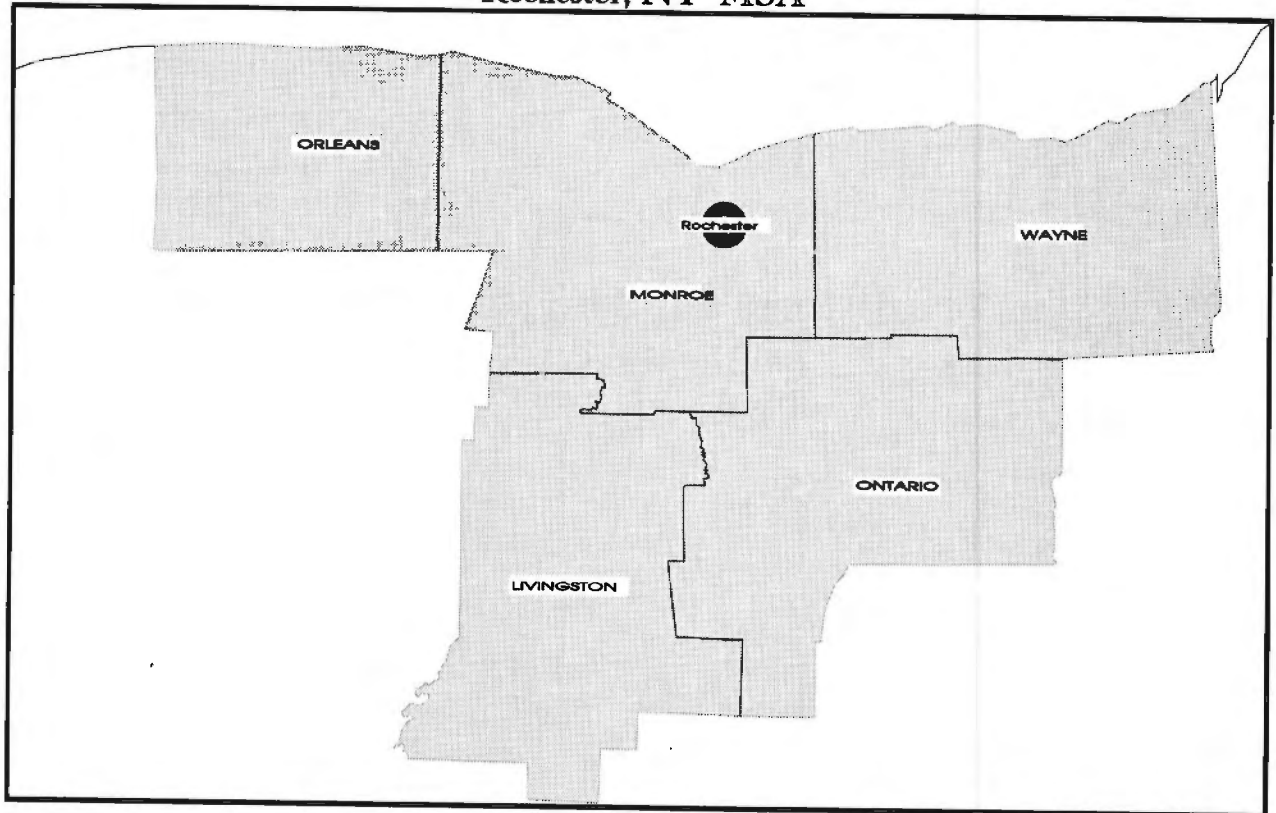 Rochester, NY MSA
ORLEANS
Rochester
WAYNE
MONROE
ONTARIO
LIVINGSTON